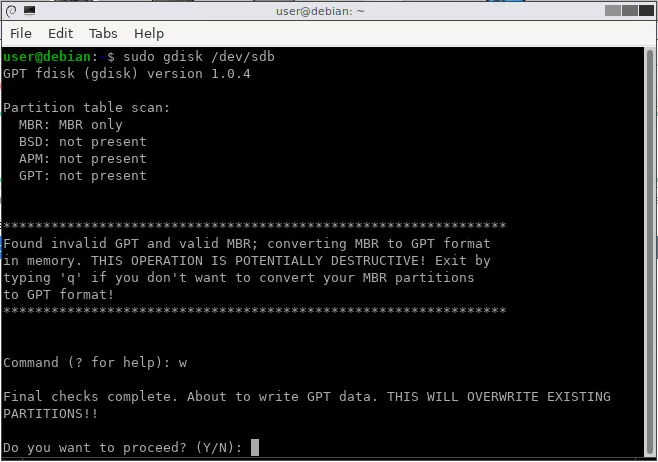 user@debian: ~
File Edit Tabs Help
user@debian:~$ sudo gdisk /dev/sdb
GPT fdisk (gdisk) version 1.0.4
Partition table scan:
MBR: MBR only
BSD: not present
APM: not present
GPT: not present
***************************************************************
Found invalid GPT and valid MBR; converting MBR to GPT format
in memory. THIS OPERATION IS POTENTIALLY DESTRUCTIVE! Exit by
typing 'q' if you don't want to convert your MBR partitions
to GPT format!
***************************************************************
Command (? for help): w
Final checks complete. About to write GPT data. THIS WILL OVERWRITE EXISTING
PARTITIONS!!
Do you want to proceed? (Y/N):